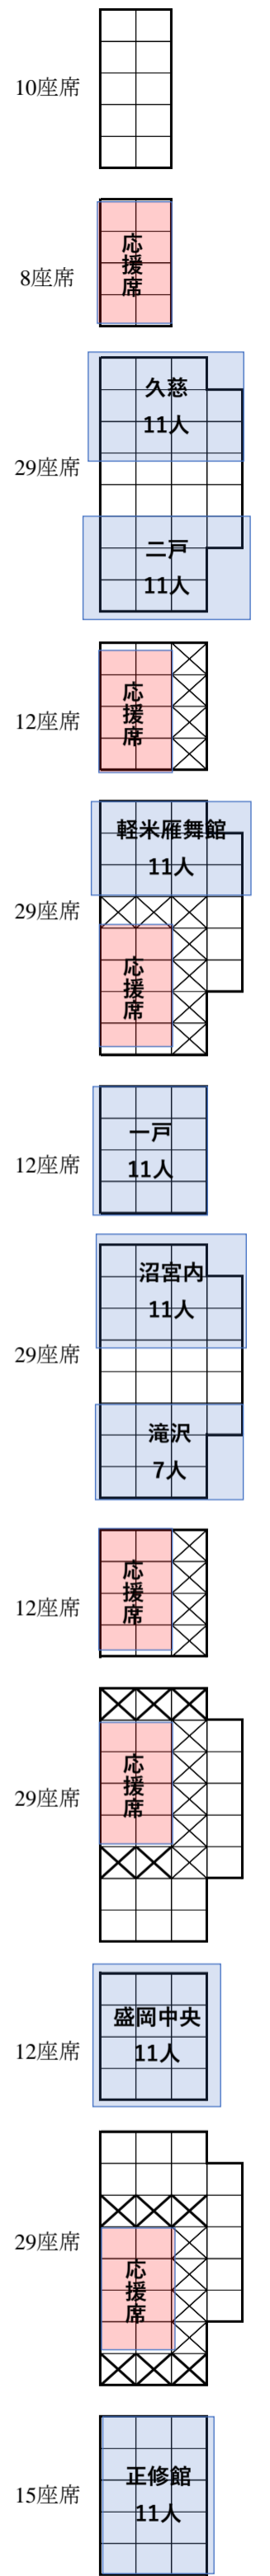 10座席
8座席
応援席
29座席
久慈
11人
二戸
11人
12座席
応援席
29座席
軽米雁舞館
11人
応援席
12座席
一戸
11人
29座席
沼宮内
11人
滝沢
7人
12座席
応援席
29座席
応援席
12座席
盛岡中央
11人
29座席
応援席
15座席
正修館
11人